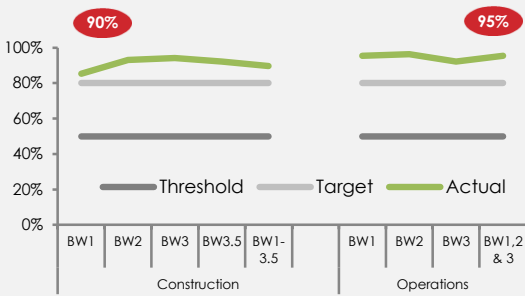 90%
95%
100%
80%
60%
40%
20%
0%
Threshold
Target
Actual
BW1
BW2
BW3
BW3.5
BW1-
3.5
BW1
BW2
BW3
BW1,2
& 3
Construction
Operations